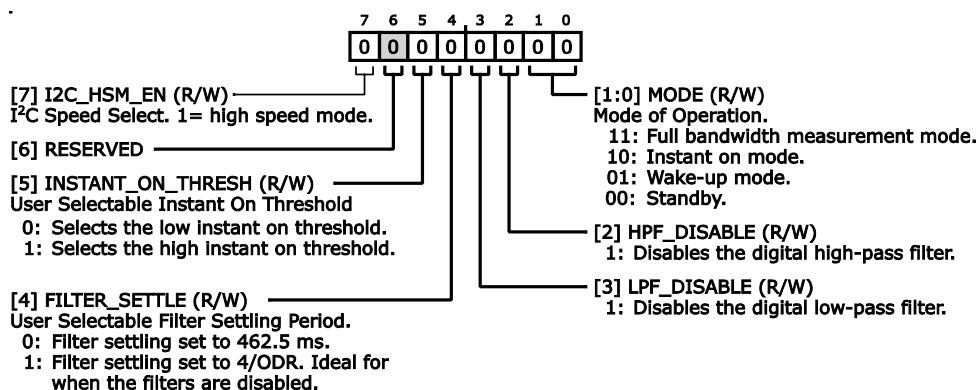 7 6 5 4 3 2 1 0
0 0 0 0 0 0 0 0
[7] I2C_HSM_EN (R/W)
I²C Speed Select. 1= high speed mode.
[6] RESERVED
[5] INSTANT_ON_THRESH (R/W)
User Selectable Instant On Threshold
0: Selects the low instant on threshold.
1: Selects the high instant on threshold.
[4] FILTER_SETTLE (R/W)
User Selectable Filter Settling Period.
0: Filter settling set to 462.5 ms.
1: Filter settling set to 4/ODR. Ideal for
when the filters are disabled.
[1:0] MODE (R/W)
Mode of Operation.
11: Full bandwidth measurement mode.
10: Instant on mode.
01: Wake-up mode.
00: Standby.
[2] HPF_DISABLE (R/W)
1: Disables the digital high-pass filter.
[3] LPF_DISABLE (R/W)
1: Disables the digital low-pass filter.